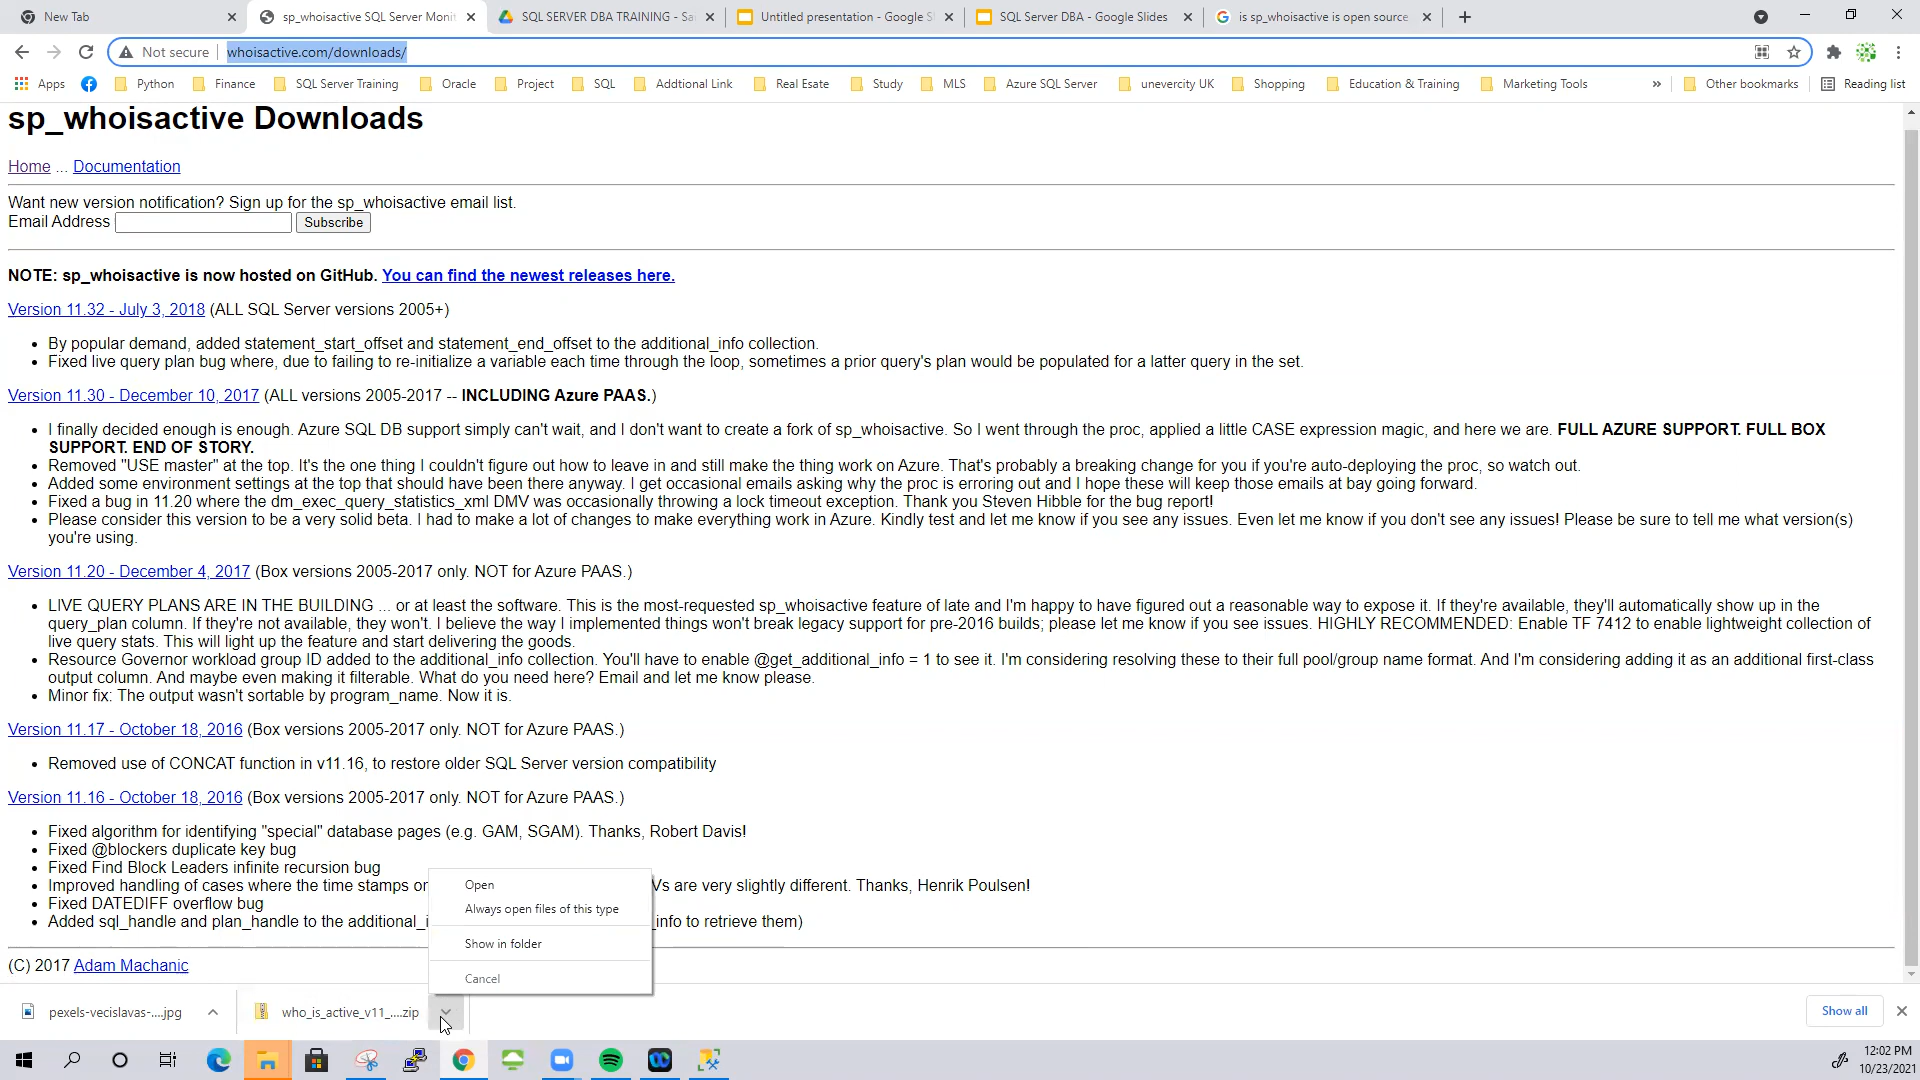 New Tab
sp_whoisactive SQL Server Monit
SQL SERVER DBA TRAINING - Sa
Untitled presentation - Google S
SQL Server DBA - Google Slides
is sp_whoisactive is open source
Not secure
whoisactive.com/downloads/
Apps
Python
Finance
SQL Server Training
Oracle
Project
SQL
Addtional Link
Real Esate
Study
MLS
Azure SQL Server
unevercity UK
Shopping
Education & Training
Marketing Tools
»
Other bookmarks
Reading list
sp_whoisactive Downloads
Home ... Documentation
Want new version notification? Sign up for the sp_whoisactive email list.
Email Address Subscribe
NOTE: sp_whoisactive is now hosted on GitHub. You can find the newest releases here.
Version 11.32 - July 3, 2018 (ALL SQL Server versions 2005+)
• By popular demand, added statement_start_offset and statement_end_offset to the additional_info collection.
• Fixed live query plan bug where, due to failing to re-initialize a variable each time through the loop, sometimes a prior query's plan would be populated for a latter query in the set.
Version 11.30 - December 10, 2017 (ALL versions 2005-2017 -- INCLUDING Azure PAAS.)
• I finally decided enough is enough. Azure SQL DB support simply can't wait, and I don't want to create a fork of sp_whoisactive. So I went through the proc, applied a little CASE expression magic, and here we are. FULL AZURE SUPPORT. FULL BOX
SUPPORT. END OF STORY.
• Removed "USE master" at the top. It's the one thing I couldn't figure out how to leave in and still make the thing work on Azure. That's probably a breaking change for you if you're auto-deploying the proc, so watch out.
• Added some environment settings at the top that should have been there anyway. I get occasional emails asking why the proc is erroring out and I hope these will keep those emails at bay going forward.
• Fixed a bug in 11.20 where the dm_exec_query_statistics_xml DMV was occasionally throwing a lock timeout exception. Thank you Steven Hibble for the bug report!
• Please consider this version to be a very solid beta. I had to make a lot of changes to make everything work in Azure. Kindly test and let me know if you see any issues. Even let me know if you don't see any issues! Please be sure to tell me what version(s)
you're using.
Version 11.20 - December 4, 2017 (Box versions 2005-2017 only. NOT for Azure PAAS.)
• LIVE QUERY PLANS ARE IN THE BUILDING ... or at least the software. This is the most-requested sp_whoisactive feature of late and I'm happy to have figured out a reasonable way to expose it. If they're available, they'll automatically show up in the
query_plan column. If they're not available, they won't. I believe the way I implemented things won't break legacy support for pre-2016 builds; please let me know if you see issues. HIGHLY RECOMMENDED: Enable TF 7412 to enable lightweight collection of
live query stats. This will light up the feature and start delivering the goods.
• Resource Governor workload group ID added to the additional_info collection. You'll have to enable @get_additional_info = 1 to see it. I'm considering resolving these to their full pool/group name format. And I'm considering adding it as an additional first-class
output column. And maybe even making it filterable. What do you need here? Email and let me know please.
• Minor fix: The output wasn't sortable by program_name. Now it is.
Version 11.17 - October 18, 2016 (Box versions 2005-2017 only. NOT for Azure PAAS.)
• Removed use of CONCAT function in v11.16, to restore older SQL Server version compatibility
Version 11.16 - October 18, 2016 (Box versions 2005-2017 only. NOT for Azure PAAS.)
• Fixed algorithm for identifying "special" database pages (e.g. GAM, SGAM). Thanks, Robert Davis!
• Fixed @blockers duplicate key bug
• Fixed Find Block Leaders infinite recursion bug
• Improved handling of cases where the time stamps or Vs are very slightly different. Thanks, Henrik Poulsen!
• Fixed DATEDIFF overflow bug
• Added sql_handle and plan_handle to the additional_i _info to retrieve them)
Open
Always open files of this type
Show in folder
Cancel
(C) 2017 Adam Machanic
pexels-vecislavas-....jpg
who_is_active_v11_....zip
Show all
12:02 PM
10/23/2021